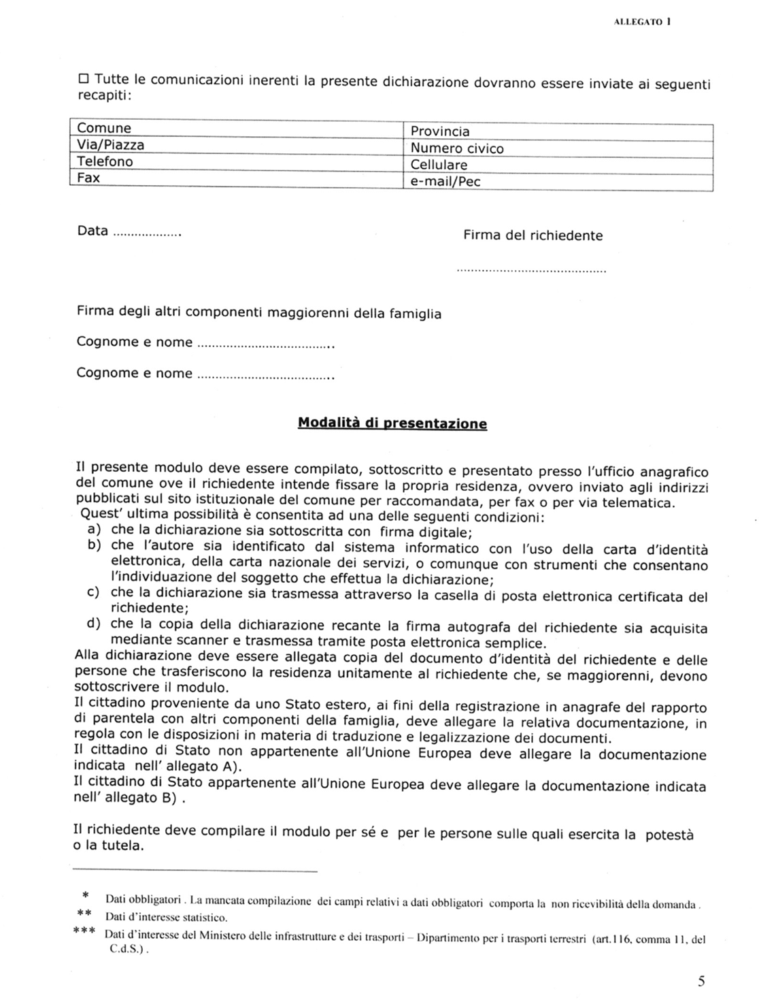 ALLEGATO 1
☐ Tutte le comunicazioni inerenti la presente dichiarazione dovranno essere inviate ai seguenti
recapiti:
Comune
Provincia
Via/Piazza
Numero civico
Telefono
Cellulare
Fax
e-mail/Pec
Data ...................
Firma del richiedente
..........................................
Firma degli altri componenti maggiorenni della famiglia
Cognome e nome ......................................
Cognome e nome ......................................
Modalità di presentazione
Il presente modulo deve essere compilato, sottoscritto e presentato presso l'ufficio anagrafico
del comune ove il richiedente intende fissare la propria residenza, ovvero inviato agli indirizzi
pubblicati sul sito istituzionale del comune per raccomandata, per fax o per via telematica.
Quest' ultima possibilità è consentita ad una delle seguenti condizioni:
a) che la dichiarazione sia sottoscritta con firma digitale;
b) che l'autore sia identificato dal sistema informatico con l'uso della carta d'identità
elettronica, della carta nazionale dei servizi, o comunque con strumenti che consentano
l'individuazione del soggetto che effettua la dichiarazione;
c) che la dichiarazione sia trasmessa attraverso la casella di posta elettronica certificata del
richiedente;
d) che la copia della dichiarazione recante la firma autografa del richiedente sia acquisita
mediante scanner e trasmessa tramite posta elettronica semplice.
Alla dichiarazione deve essere allegata copia del documento d'identità del richiedente e delle
persone che trasferiscono la residenza unitamente al richiedente che, se maggiorenni, devono
sottoscrivere il modulo.
Il cittadino proveniente da uno Stato estero, ai fini della registrazione in anagrafe del rapporto
di parentela con altri componenti della famiglia, deve allegare la relativa documentazione, in
regola con le disposizioni in materia di traduzione e legalizzazione dei documenti.
Il cittadino di Stato non appartenente all'Unione Europea deve allegare la documentazione
indicata nell' allegato A).
Il cittadino di Stato appartenente all'Unione Europea deve allegare la documentazione indicata
nell' allegato B) .
Il richiedente deve compilare il modulo per sé e per le persone sulle quali esercita la potestà
o la tutela.
* Dati obbligatori . La mancata compilazione dei campi relativi a dati obbligatori comporta la non ricevibilità della domanda .
** Dati d'interesse statistico.
*** Dati d'interesse del Ministero delle infrastrutture e dei trasporti – Dipartimento per i trasporti terrestri (art.116, comma 11, del
C.d.S.) .
5